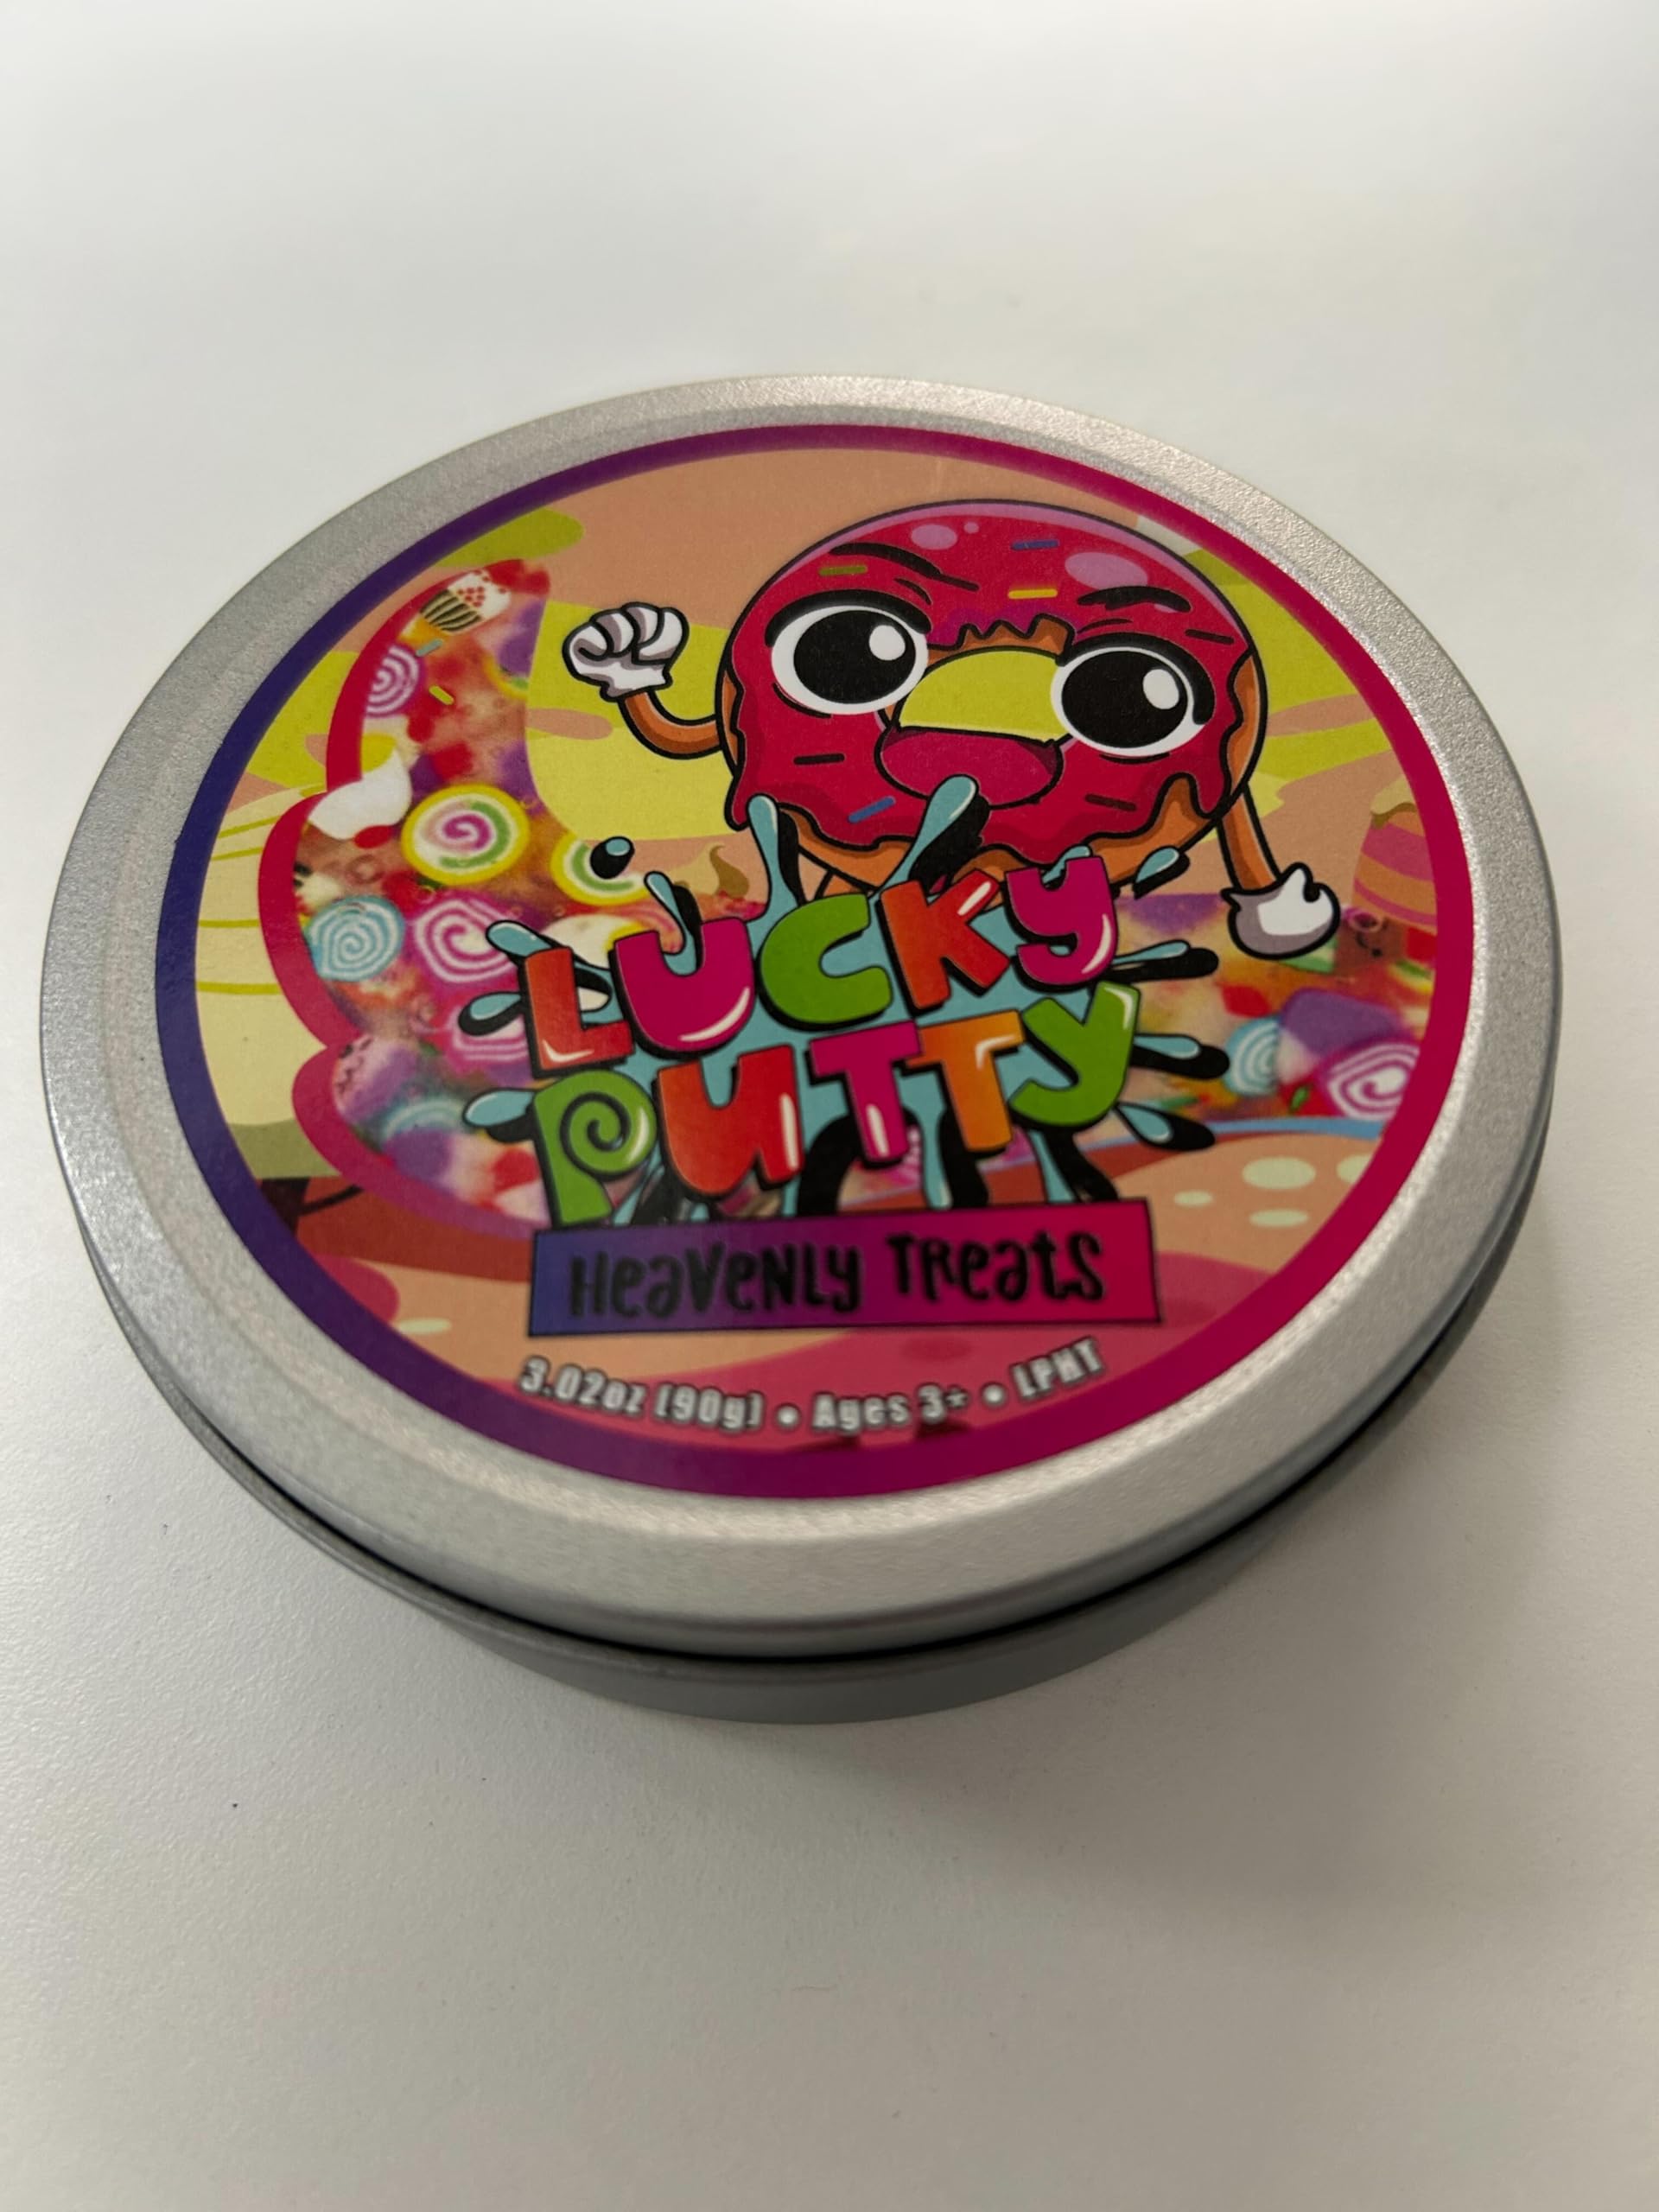 LUCKY
PUTTY
HEAVENLY TREATS
3.02oz (90g) • Ages 3+ • LPHT